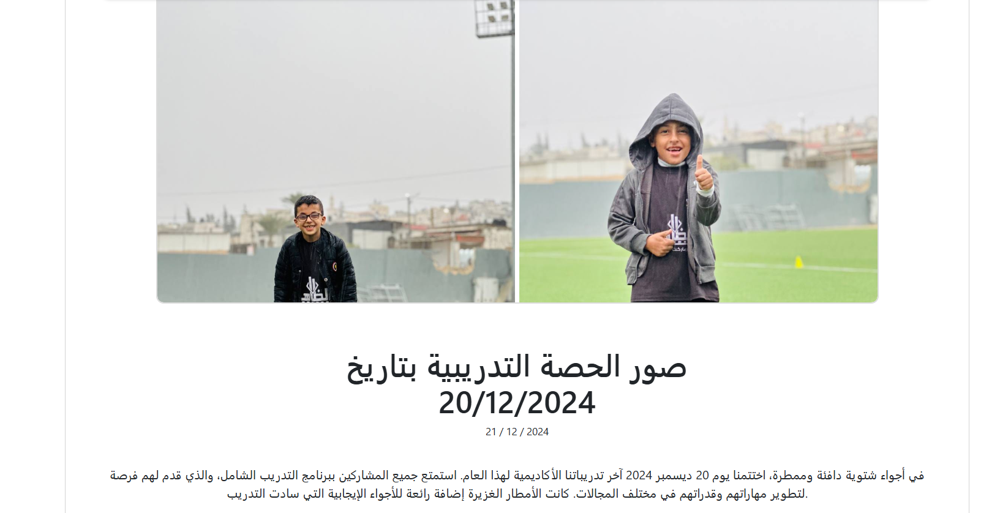 صور الحصة التدريبية بتاريخ
20/12/2024
21 / 12 / 2024
في أجواء شتوية دافئة وممطرة، اختتمنا يوم 20 ديسمبر 2024 آخر تدريباتنا الأكاديمية لهذا العام. استمتع جميع المشاركين ببرنامج التدريب الشامل، والذي قدم لهم فرصة
.لتطوير مهاراتهم وقدراتهم في مختلف المجالات. كانت الأمطار الغزيرة إضافة رائعة للأجواء الإيجابية التي سادت التدريب